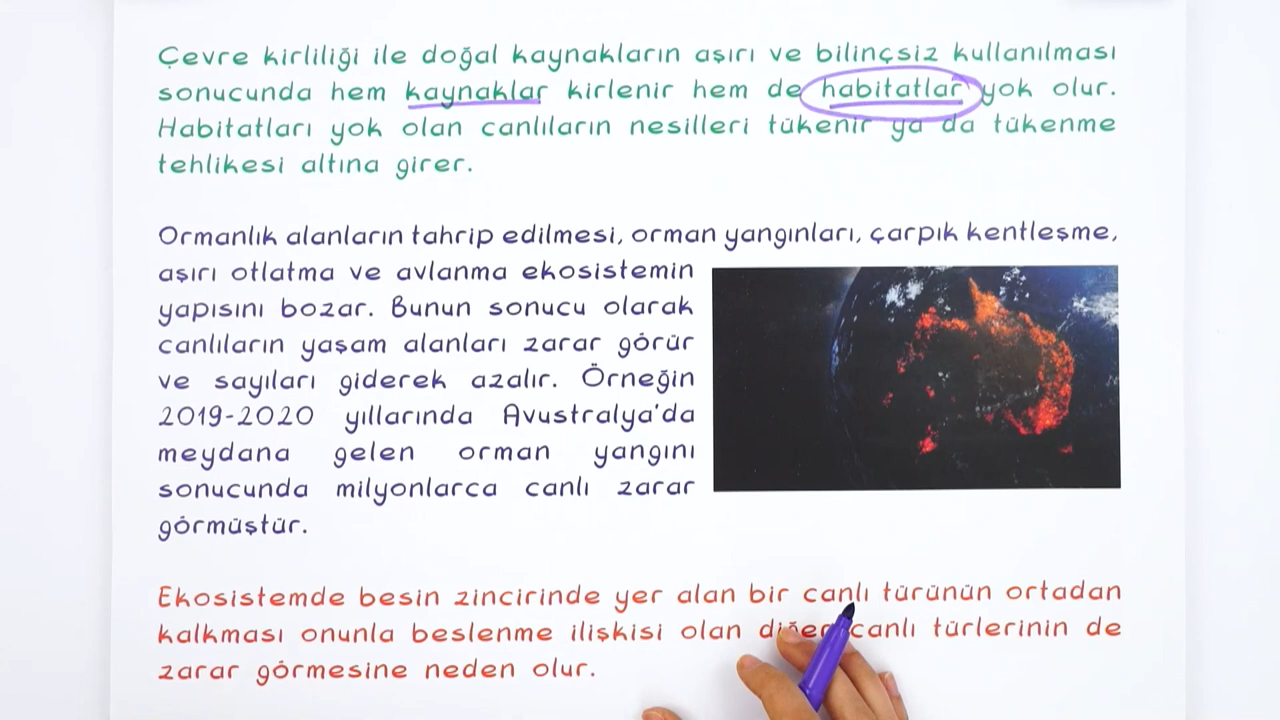 Çevre kirliliği ile doğal kaynakların aşırı ve bilinçsiz kullanılması
sonucunda hem kaynaklar kirlenir hem de habitatlar yok olur.
Habitatları yok olan canlıların nesilleri tükenir ya da tükenme
tehlikesi altına girer.
Ormanlık alanların tahrip edilmesi, orman yangınları, çarpık kentleşme,
aşırı otlatma ve avlanma ekosistemin
yapısını bozar. Bunun sonucu olarak
canlıların yaşam alanları zarar görür
ve sayıları giderek azalır. Örneğin
2019-2020 yıllarında Avustralya'da
meydana gelen orman yangını
sonucunda milyonlarca canlı zarar
görmüştür.
Ekosistemde besin zincirinde yer alan bir canlı türünün ortadan
kalkması onunla beslenme ilişkisi olan diğer canlı türlerinin de
zarar görmesine neden olur.